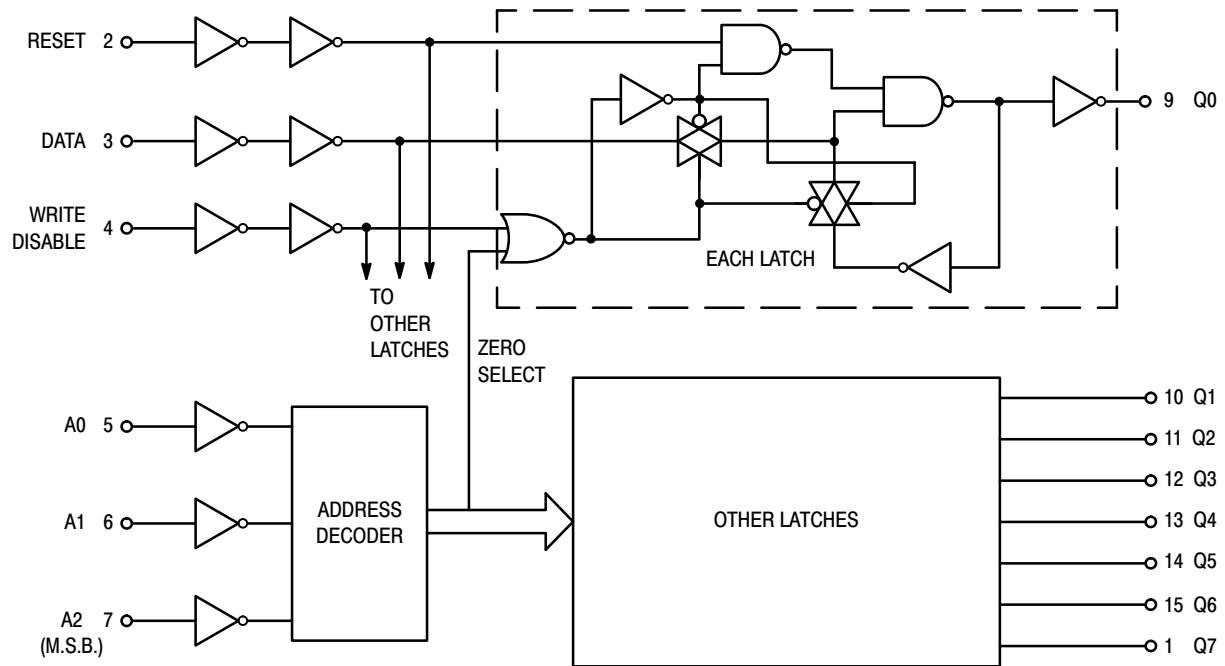 RESET 2
9 Q0
DATA 3
WRITE
DISABLE 4
EACH LATCH
TO
OTHER
LATCHES
ZERO
SELECT
A0 5
A1 6
A2 7
(M.S.B.)
ADDRESS
DECODER
OTHER LATCHES
10 Q1
11 Q2
12 Q3
13 Q4
14 Q5
15 Q6
1 Q7